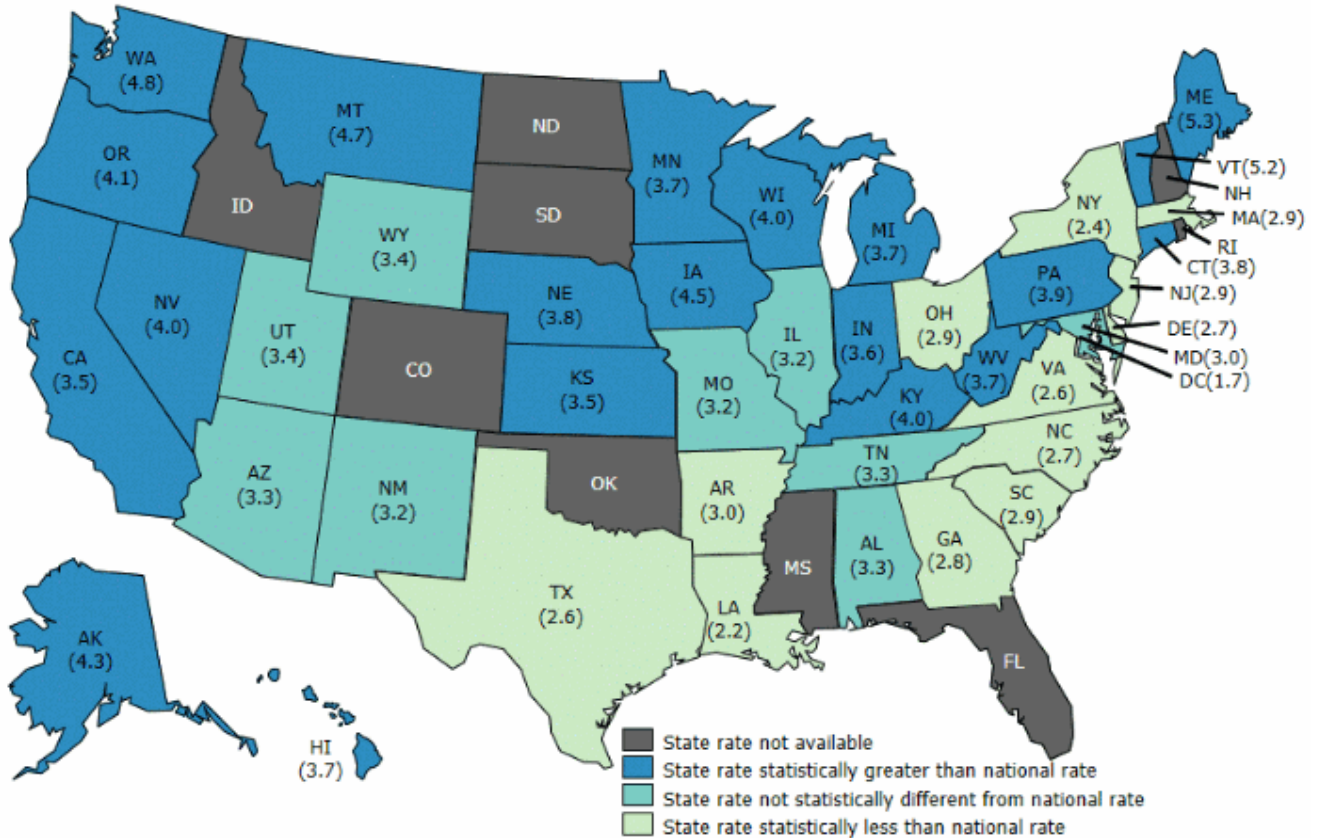 WA
(4.8)
MT
(4.7)
ND
MN
(3.7)
ME
(5.3)
OR
(4.1)
ID
SD
WI
(4.0)
MI
(3.7)
NY
(2.4)
VT(5.2)
NH
MA(2.9)
RI
CT(3.8)
NJ(2.9)
DE(2.7)
MD(3.0)
DC(1.7)
WY
(3.4)
IA
(4.5)
PA
(3.9)
NV
(4.0)
UT
(3.4)
NE
(3.8)
IL
(3.2)
IN
(3.6)
OH
(2.9)
CA
(3.5)
CO
KS
(3.5)
MO
(3.2)
KY
(4.0)
WV
(3.7)
VA
(2.6)
AZ
(3.3)
NM
(3.2)
OK
AR
(3.0)
TN
(3.3)
NC
(2.7)
SC
(2.9)
TX
(2.6)
LA
(2.2)
MS
AL
(3.3)
GA
(2.8)
FL
AK
(4.3)
HI
(3.7)
State rate not available
State rate statistically greater than national rate
State rate not statistically different from national rate
State rate statistically less than national rate